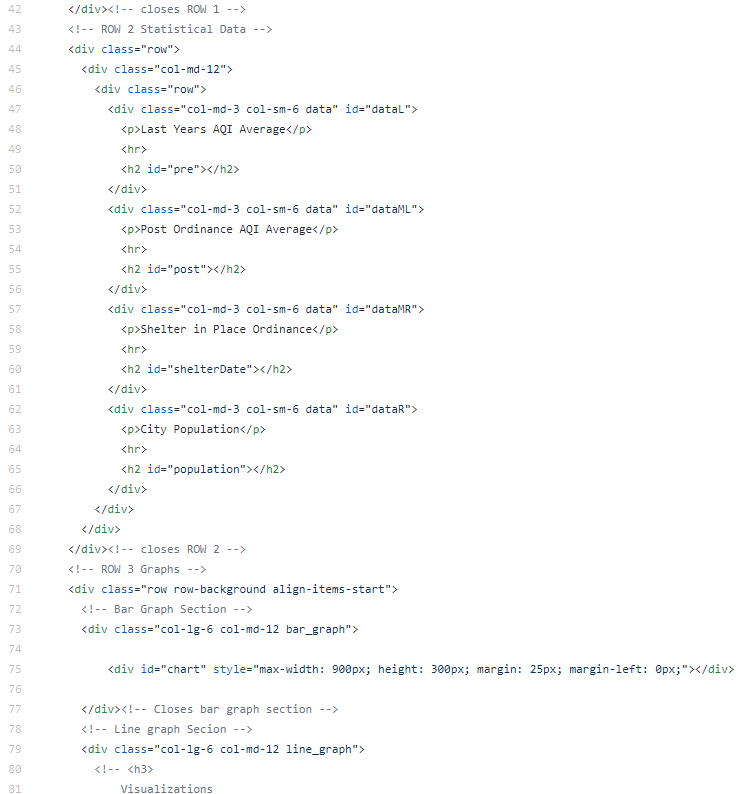 42 </div><!-- closes ROW 1 -->
43 <!-- ROW 2 Statistical Data -->
44 <div class="row">
45 <div class="col-md-12">
46 <div class="row">
47 <div class="col-md-3 col-sm-6 data" id="dataL">
48 <p>Last Years AQI Average</p>
49 <hr>
50 <h2 id="pre"></h2>
51 </div>
52 <div class="col-md-3 col-sm-6 data" id="dataML">
53 <p>Post Ordinance AQI Average</p>
54 <hr>
55 <h2 id="post"></h2>
56 </div>
57 <div class="col-md-3 col-sm-6 data" id="dataMR">
58 <p>Shelter in Place Ordinance</p>
59 <hr>
60 <h2 id="shelterDate"></h2>
61 </div>
62 <div class="col-md-3 col-sm-6 data" id="dataR">
63 <p>City Population</p>
64 <hr>
65 <h2 id="population"></h2>
66 </div>
67 </div>
68 </div>
69 </div><!-- closes ROW 2 -->
70 <!-- ROW 3 Graphs -->
71 <div class="row row-background align-items-start">
72 <!-- Bar Graph Section -->
73 <div class="col-lg-6 col-md-12 bar_graph">
74
75 <div id="chart" style="max-width: 900px; height: 300px; margin: 25px; margin-left: 0px;"></div>
76
77 </div><!-- Closes bar graph section -->
78 <!-- Line graph Secion -->
79 <div class="col-lg-6 col-md-12 line_graph">
80 <!-- <h3>
81 Visualizations